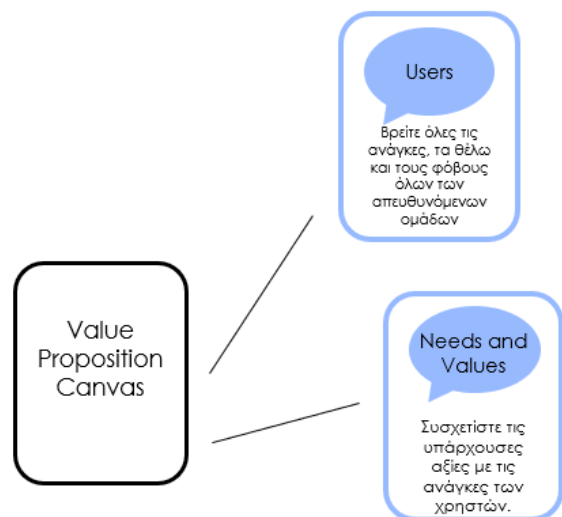 Users
Βρείτε όλες τις
ανάγκες, τα θέλω
και τους φόβους
όλων των
απευθυνόμενων
ομάδων
Value
Proposition
Canvas
Needs and
Values
Συσχετίστε τις
υπάρχουσες
αξίες με τις
ανάγκες των
χρηστών.